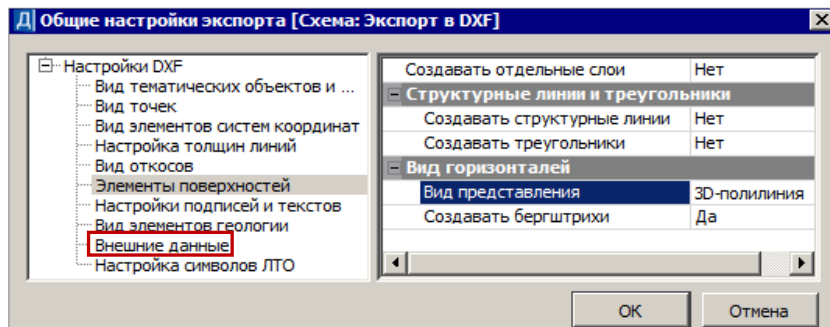 Д Общие настройки экспорта [Схема: Экспорт в DXF]
Настройки DXF
Вид тематических объектов и ...
Вид точек
Вид элементов систем координат
Настройка толщин линий
Вид откосов
Элементы поверхностей
Настройки подписей и текстов
Вид элементов геологии
Внешние данные
Настройка символов ЛТО
Создавать отдельные слои Нет
Структурные линии и треугольники
Создавать структурные линии Нет
Создавать треугольники Нет
Вид горизонталей
Вид представления 3D-полилиния
Создавать бергштрихи Да
ОК Отмена